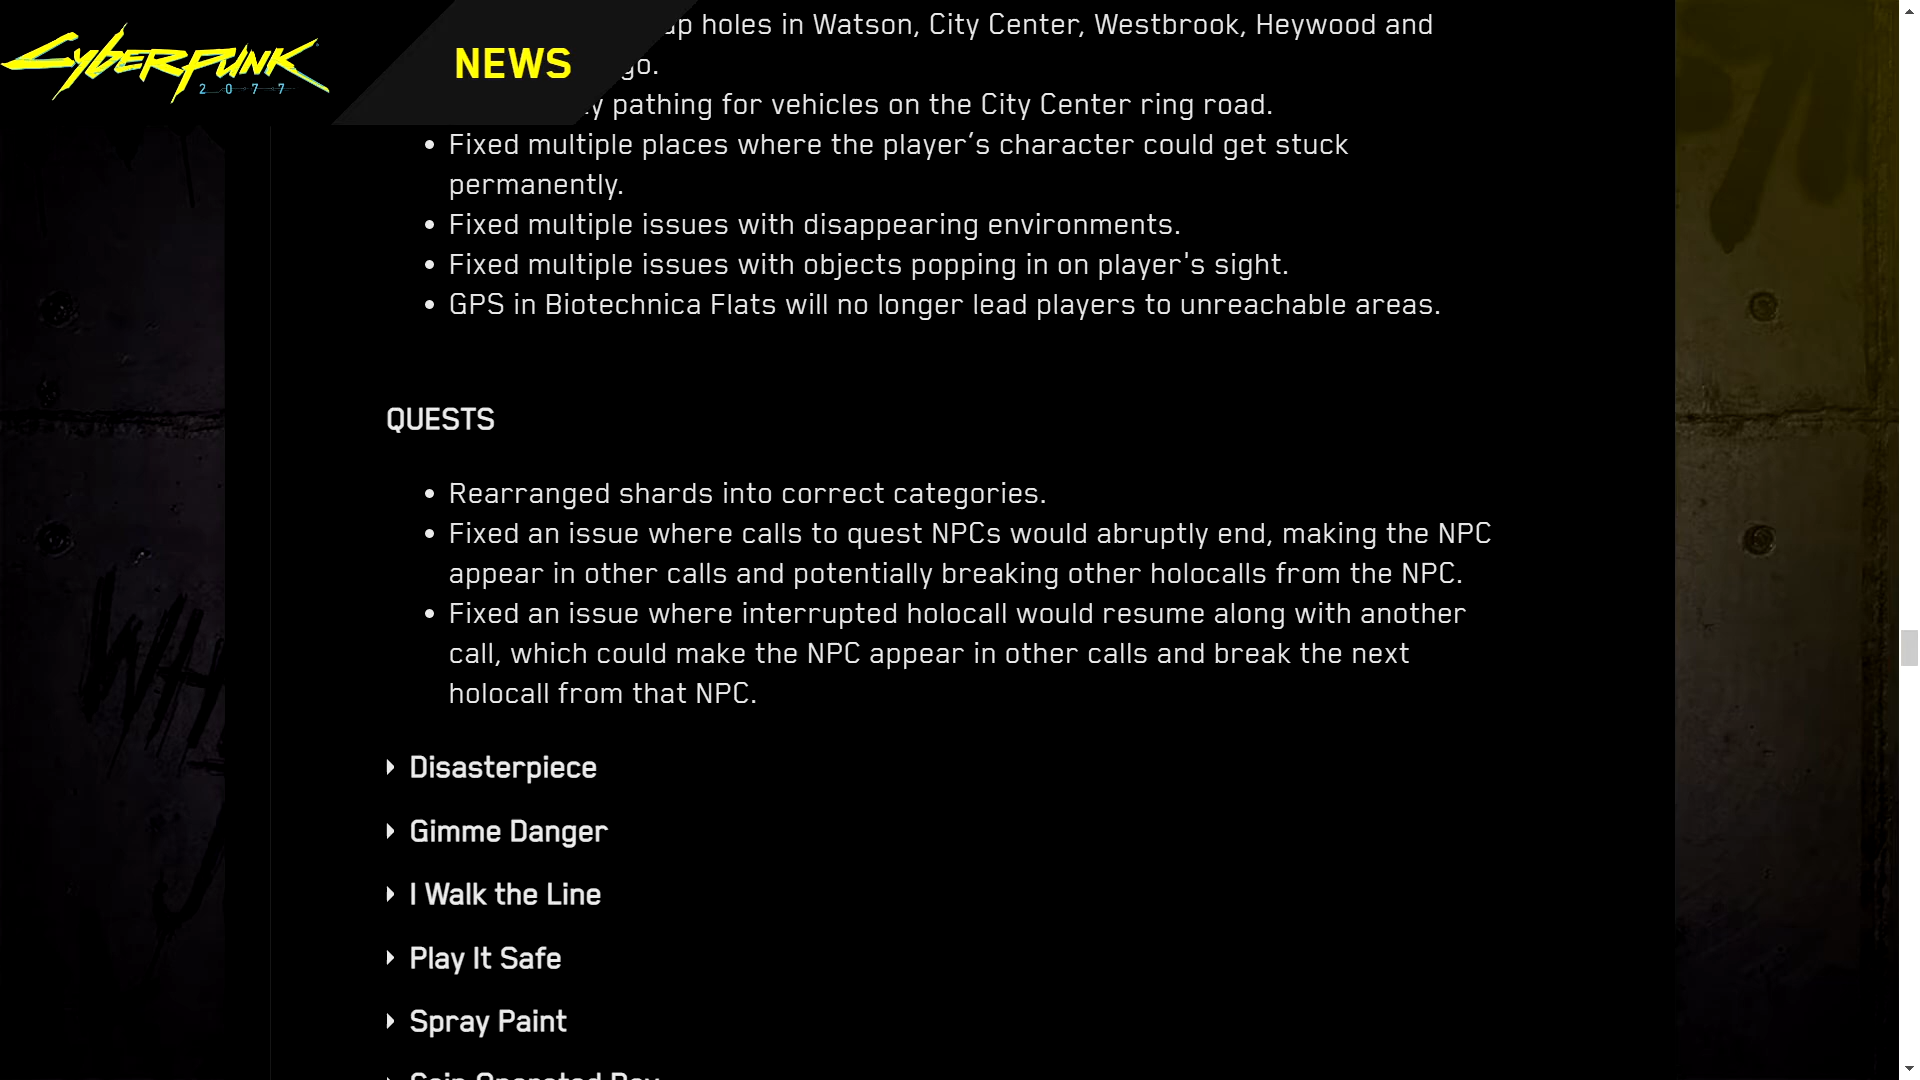 holes in Watson, City Center, Westbrook, Heywood and
CYBERPUNK
2077
NEWS
pathing for vehicles on the City Center ring road.
• Fixed multiple places where the player’s character could get stuck
permanently.
• Fixed multiple issues with disappearing environments.
• Fixed multiple issues with objects popping in on player's sight.
• GPS in Biotechnica Flats will no longer lead players to unreachable areas.
QUESTS
• Rearranged shards into correct categories.
• Fixed an issue where calls to quest NPCs would abruptly end, making the NPC
appear in other calls and potentially breaking other holocalls from the NPC.
• Fixed an issue where interrupted holocall would resume along with another
call, which could make the NPC appear in other calls and break the next
holocall from that NPC.
Disasterpiece
Gimme Danger
I Walk the Line
Play It Safe
Spray Paint